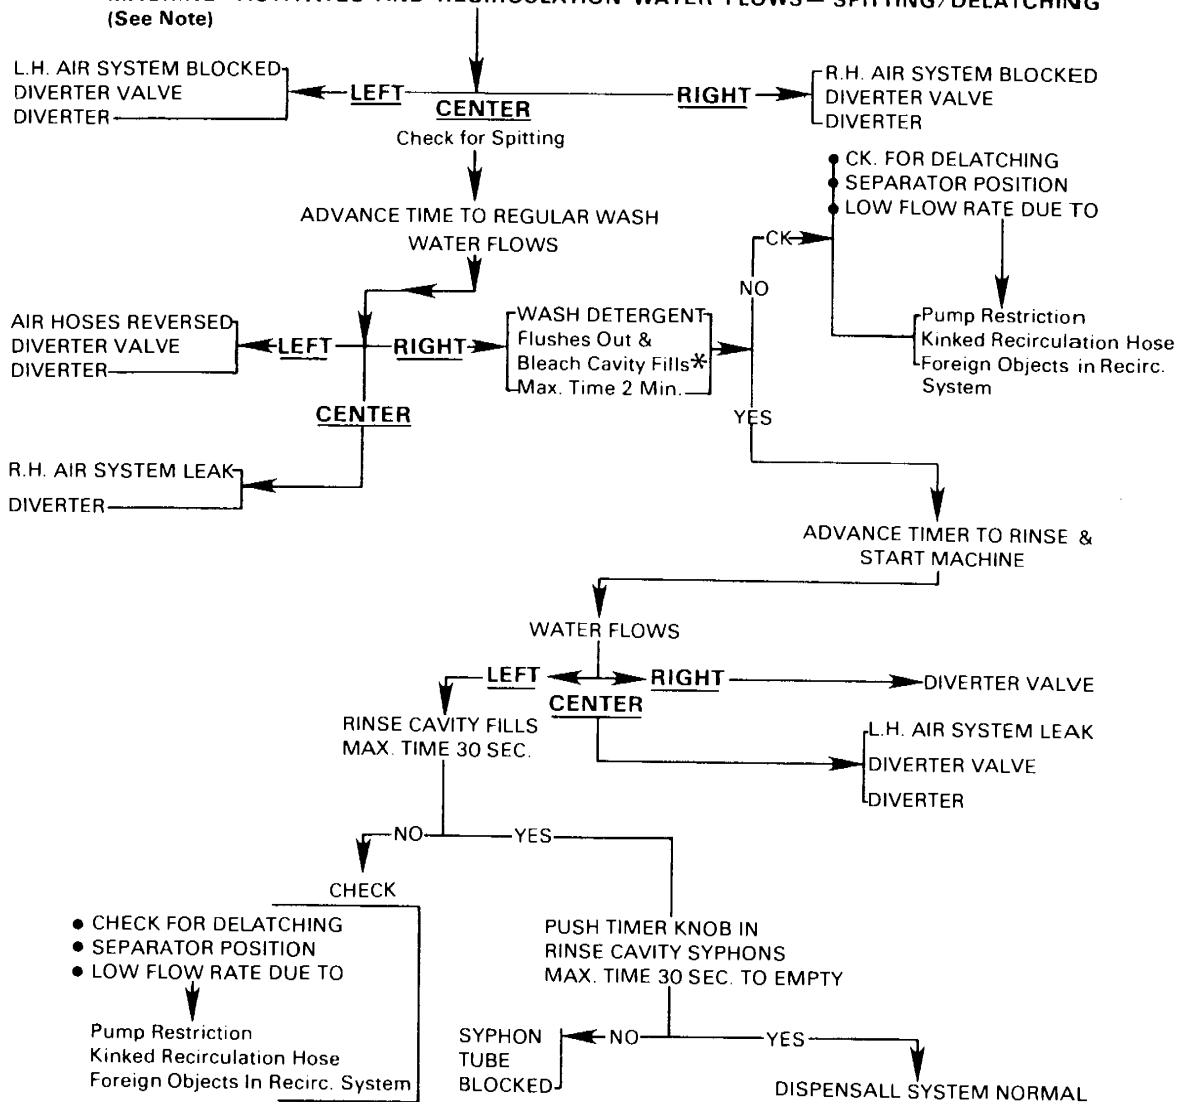 ACTIVATES AND RECIRCULATION WATER FLOWS— SPITTING/DELATCHING
(See Note)
L.H. AIR SYSTEM BLOCKED
DIVERTER VALVE
DIVERTER
LEFT
CENTER
Check for Spitting
RIGHT
R.H. AIR SYSTEM BLOCKED
DIVERTER VALVE
DIVERTER
ADVANCE TIME TO REGULAR WASH
WATER FLOWS
● CK. FOR DELATCHING
● SEPARATOR POSITION
● LOW FLOW RATE DUE TO
CK
NO
Pump Restriction
Kinked Recirculation Hose
Foreign Objects in Recirc.
System
AIR HOSES REVERSED
DIVERTER VALVE
DIVERTER
LEFT
RIGHT
WASH DETERGENT
Flushes Out &
Bleach Cavity Fills*
Max. Time 2 Min.
CENTER
YES
R.H. AIR SYSTEM LEAK
DIVERTER
ADVANCE TIMER TO RINSE &
START MACHINE
WATER FLOWS
LEFT
RIGHT
DIVERTER VALVE
CENTER
L.H. AIR SYSTEM LEAK
DIVERTER VALVE
DIVERTER
RINSE CAVITY FILLS
MAX. TIME 30 SEC.
NO
YES
CHECK
● CHECK FOR DELATCHING
● SEPARATOR POSITION
● LOW FLOW RATE DUE TO
Pump Restriction
Kinked Recirculation Hose
Foreign Objects In Recirc. System
PUSH TIMER KNOB IN
RINSE CAVITY SYPHONS
MAX. TIME 30 SEC. TO EMPTY
NO
YES
SYPHON
TUBE
BLOCKED
DISPENSALL SYSTEM NORMAL